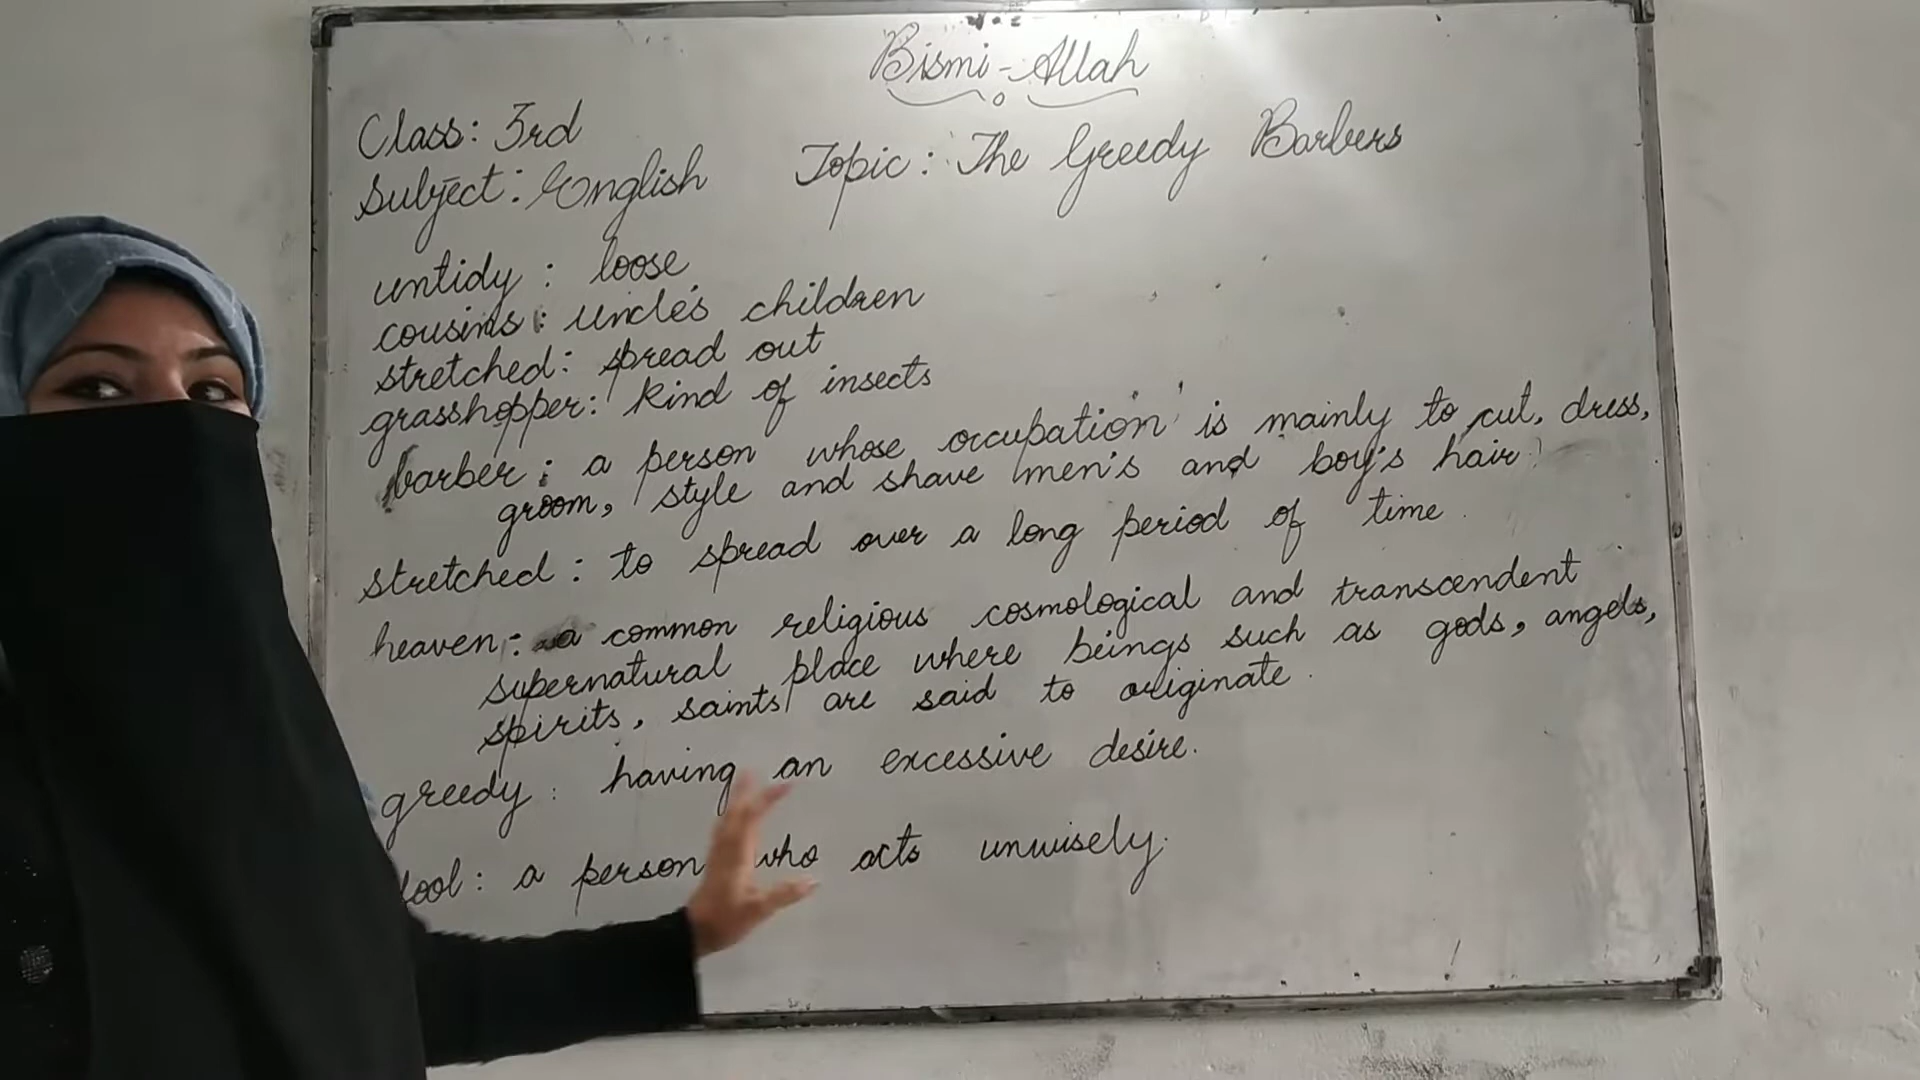 Bismi-Allah
Class: 3rd
Subject: English Topic: The Greedy Barbers
untidy : loose
cousins : uncle's children
stretched: spread out
grasshopper: kind of insects
barber : a person whose occupation is mainly to cut, dress,
groom, style and shave men's and boy's hair
stretched : to spread over a long period of time.
heaven : a common religious cosmological and transcendent
supernatural place where beings such as gods, angels,
spirits, saints are said to originate.
greedy : having an excessive desire.
fool : a person who acts unwisely.